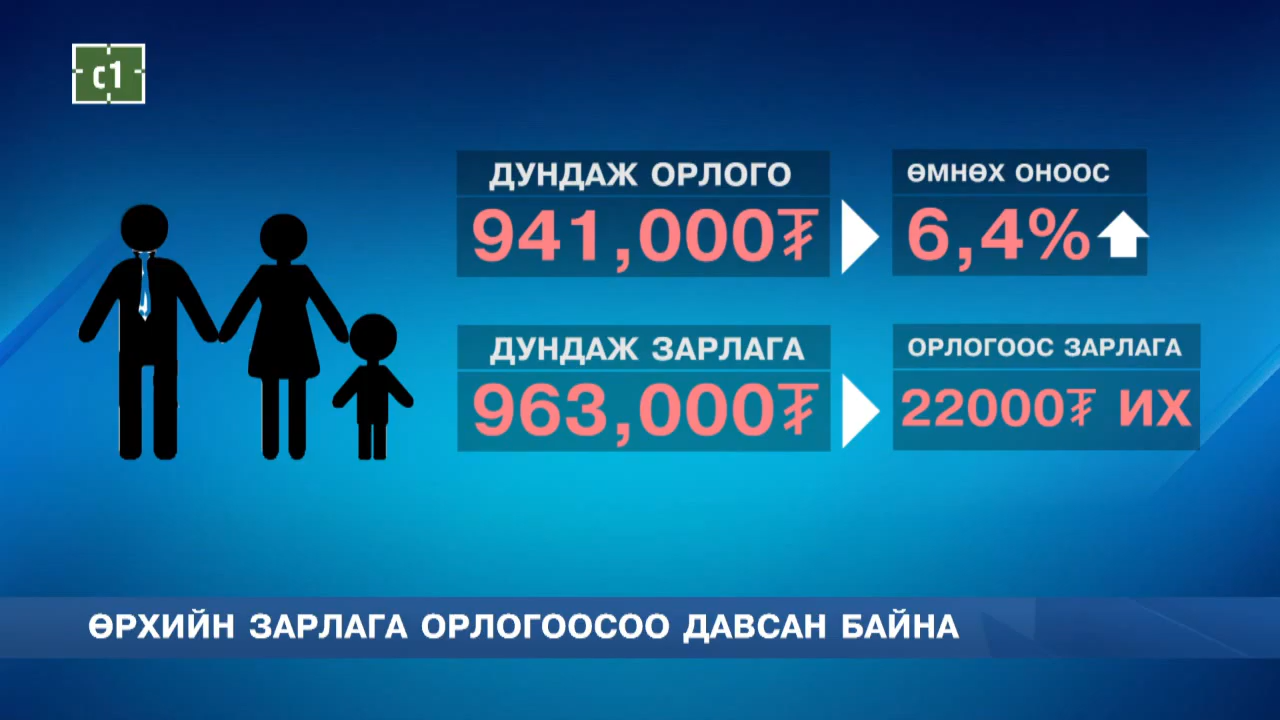 c1
ДУНДАЖ ОРЛОГО
941,000₮
ӨМНӨХ ОНООС
6,4%
ДУНДАЖ ЗАРЛАГА
963,000₮
ОРЛОГООС ЗАРЛАГА
22000₮ ИХ
ӨРХИЙН ЗАРЛАГА ОРЛОГООСОО ДАВСАН БАЙНА